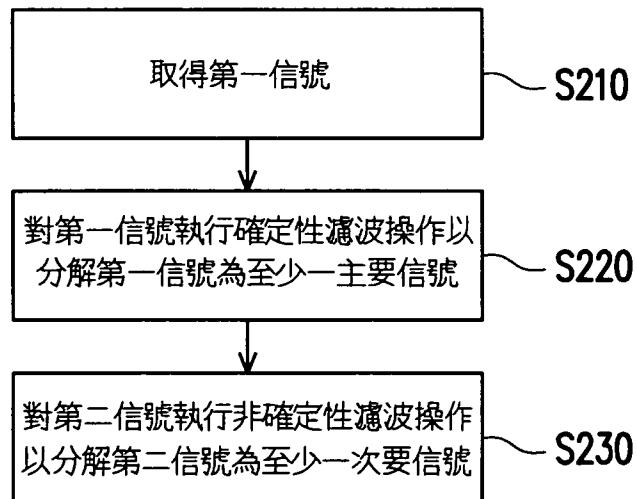 取得第一信號
S210
對第一信號執行確定性濾波操作以
分解第一信號為至少一主要信號
S220
對第二信號執行非確定性濾波操作
以分解第二信號為至少一次要信號
S230